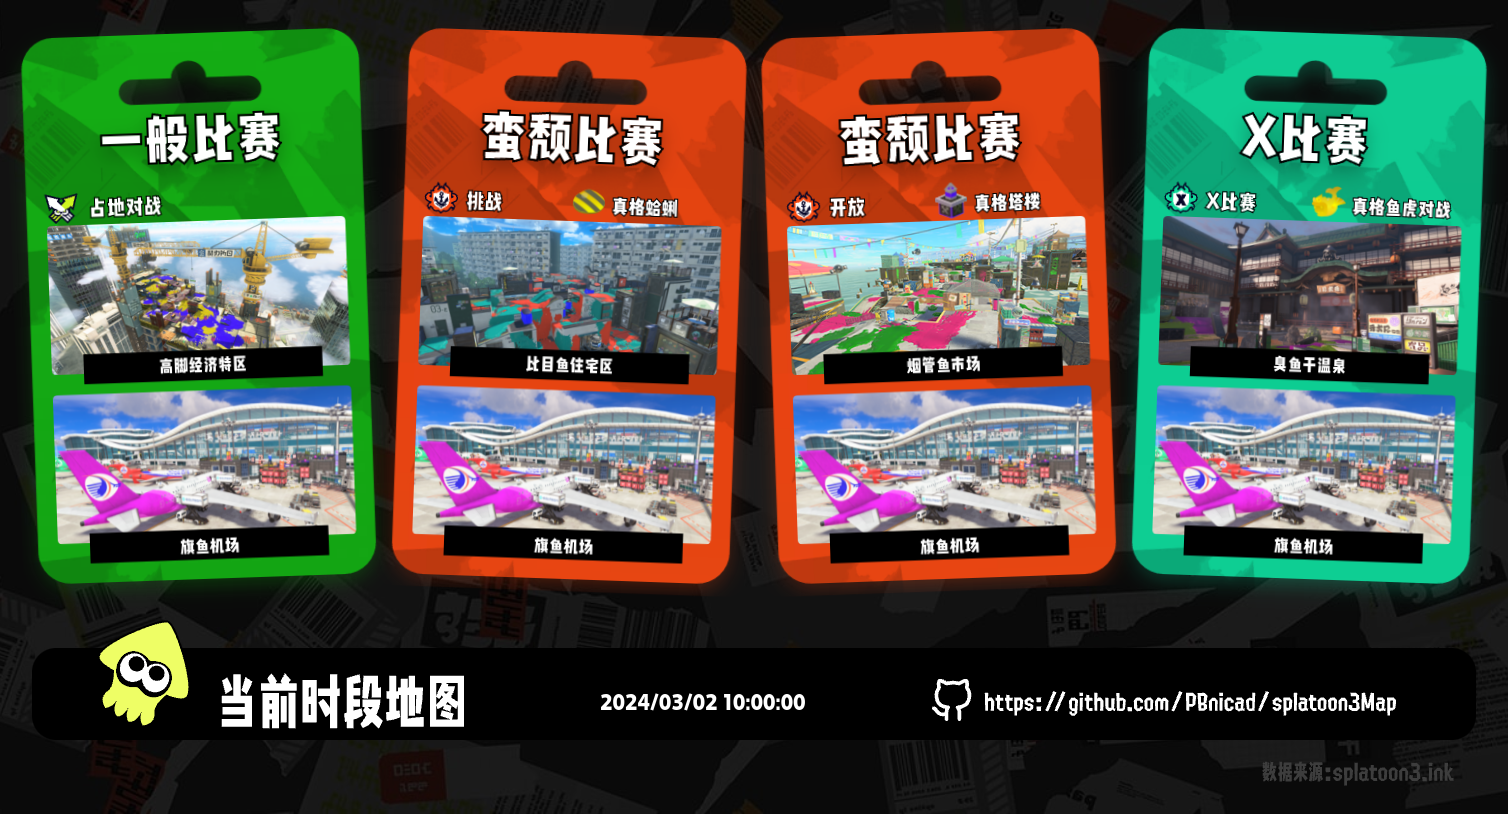 一般比赛
占地对战
高脚经济特区
旗鱼机场
蛮颓比赛
挑战 真格蛤蜊
比目鱼住宅区
旗鱼机场
蛮颓比赛
开放 真格塔楼
烟管鱼市场
旗鱼机场
X比赛
X比赛 真格鱼虎对战
臭鱼干温泉
旗鱼机场
当前时段地图
2024/03/02 10:00:00
https://github.com/PBnicad/splatoon3Map
数据来源:splatoon3.ink